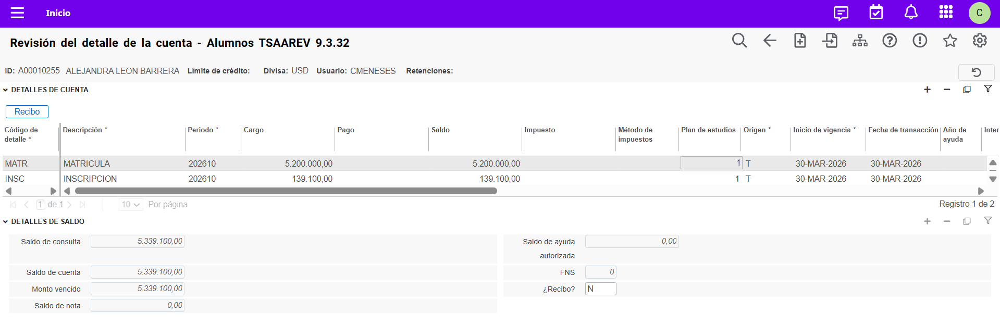 Inicio
C
Revisión del detalle de la cuenta - Alumnos TSAAREV 9.3.32
ID: A00010255 ALEJANDRA LEON BARRERA Límite de crédito: Divisa: USD Usuario: CMENESES Retenciones:
DETALLES DE CUENTA
Recibo
Código de detalle * Descripción * Periodo * Cargo Pago Saldo Impuesto Método de impuestos Plan de estudios Origen * Inicio de vigencia * Fecha de transacción Año de ayuda Inter
MATR MATRICULA 202610 5.200.000,00 5.200.000,00 1 T 30-MAR-2026 30-MAR-2026
INSC INSCRIPCION 202610 139.100,00 139.100,00 1 T 30-MAR-2026 30-MAR-2026
1 de 1 10 Por página Registro 1 de 2
DETALLES DE SALDO
Saldo de consulta 5.339.100,00 Saldo de ayuda autorizada 0,00
Saldo de cuenta 5.339.100,00 FNS 0
Monto vencido 5.339.100,00 ¿Recibo? N
Saldo de nota 0,00